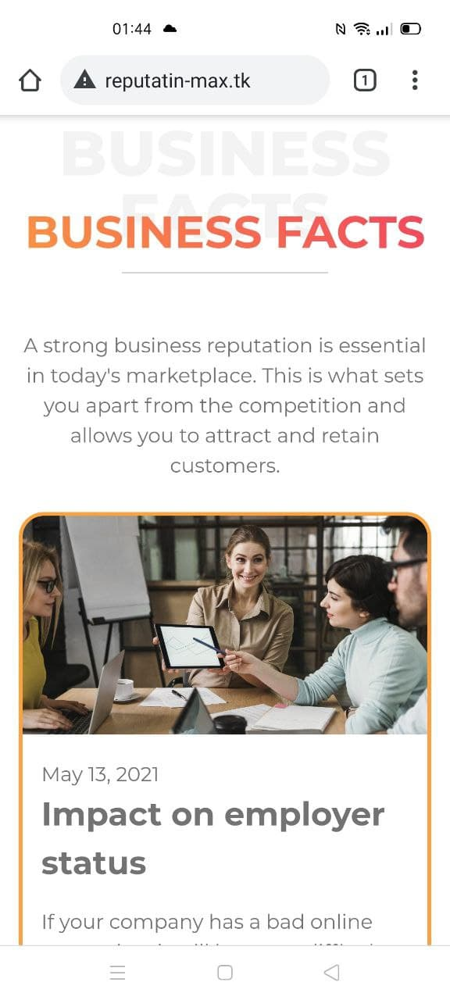 01:44
reputatin-max.tk
1
BUSINESS
FACTS
BUSINESS FACTS
A strong business reputation is essential
in today's marketplace. This is what sets
you apart from the competition and
allows you to attract and retain
customers.
May 13, 2021
Impact on employer
status
If your company has a bad online